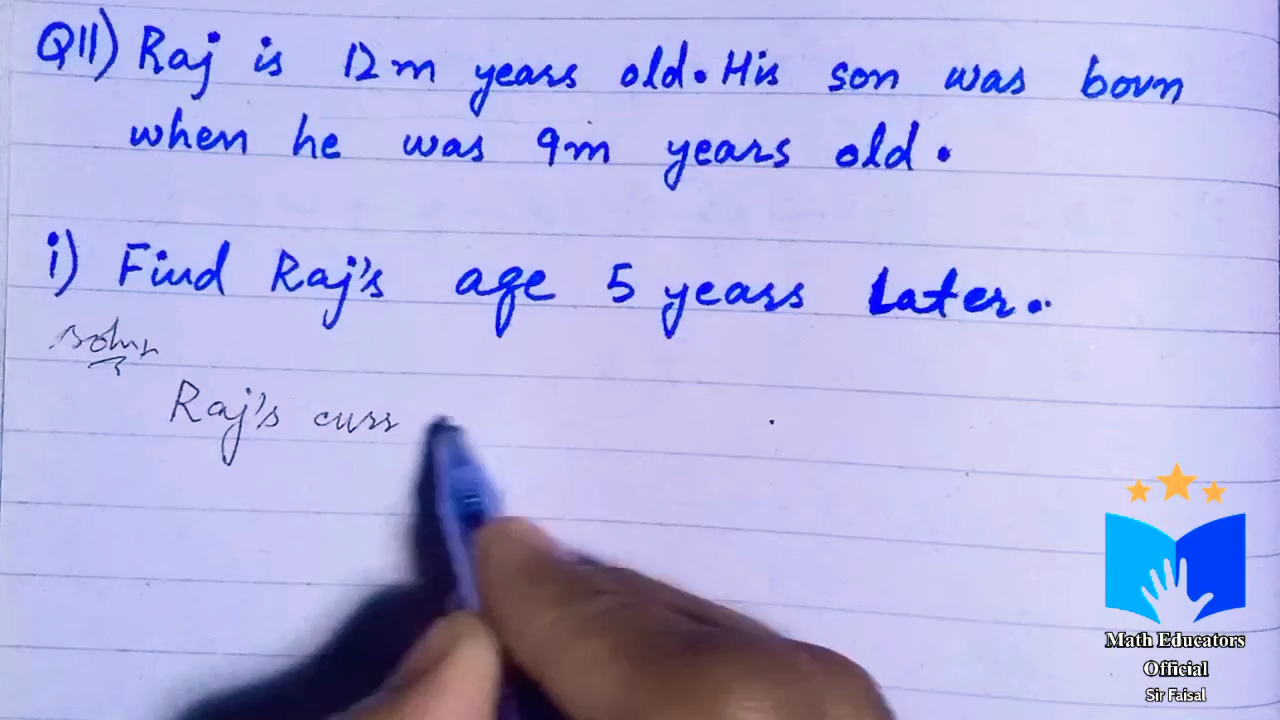 Q11) Raj is 12m years old. His son was born
when he was 9m years old.
i) Find Raj's age 5 years Later.
Soln
Raj's curr
Math Educators
Official
Sir Faisal